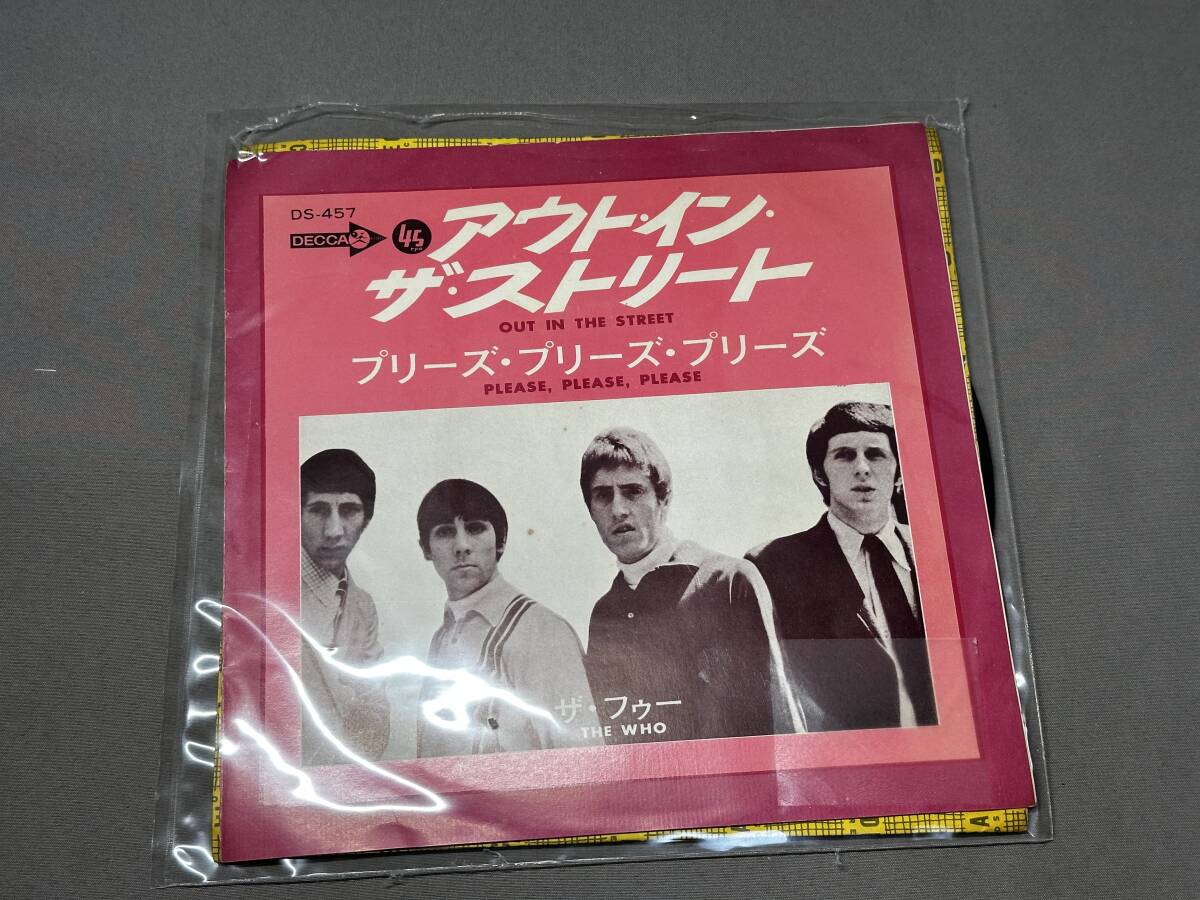 DS-457
DECCA
45
rpm
アウト・イン・
ザ・ストリート
OUT IN THE STREET
プリーズ・プリーズ・プリーズ
PLEASE, PLEASE, PLEASE
ザ・フゥー
THE WHO